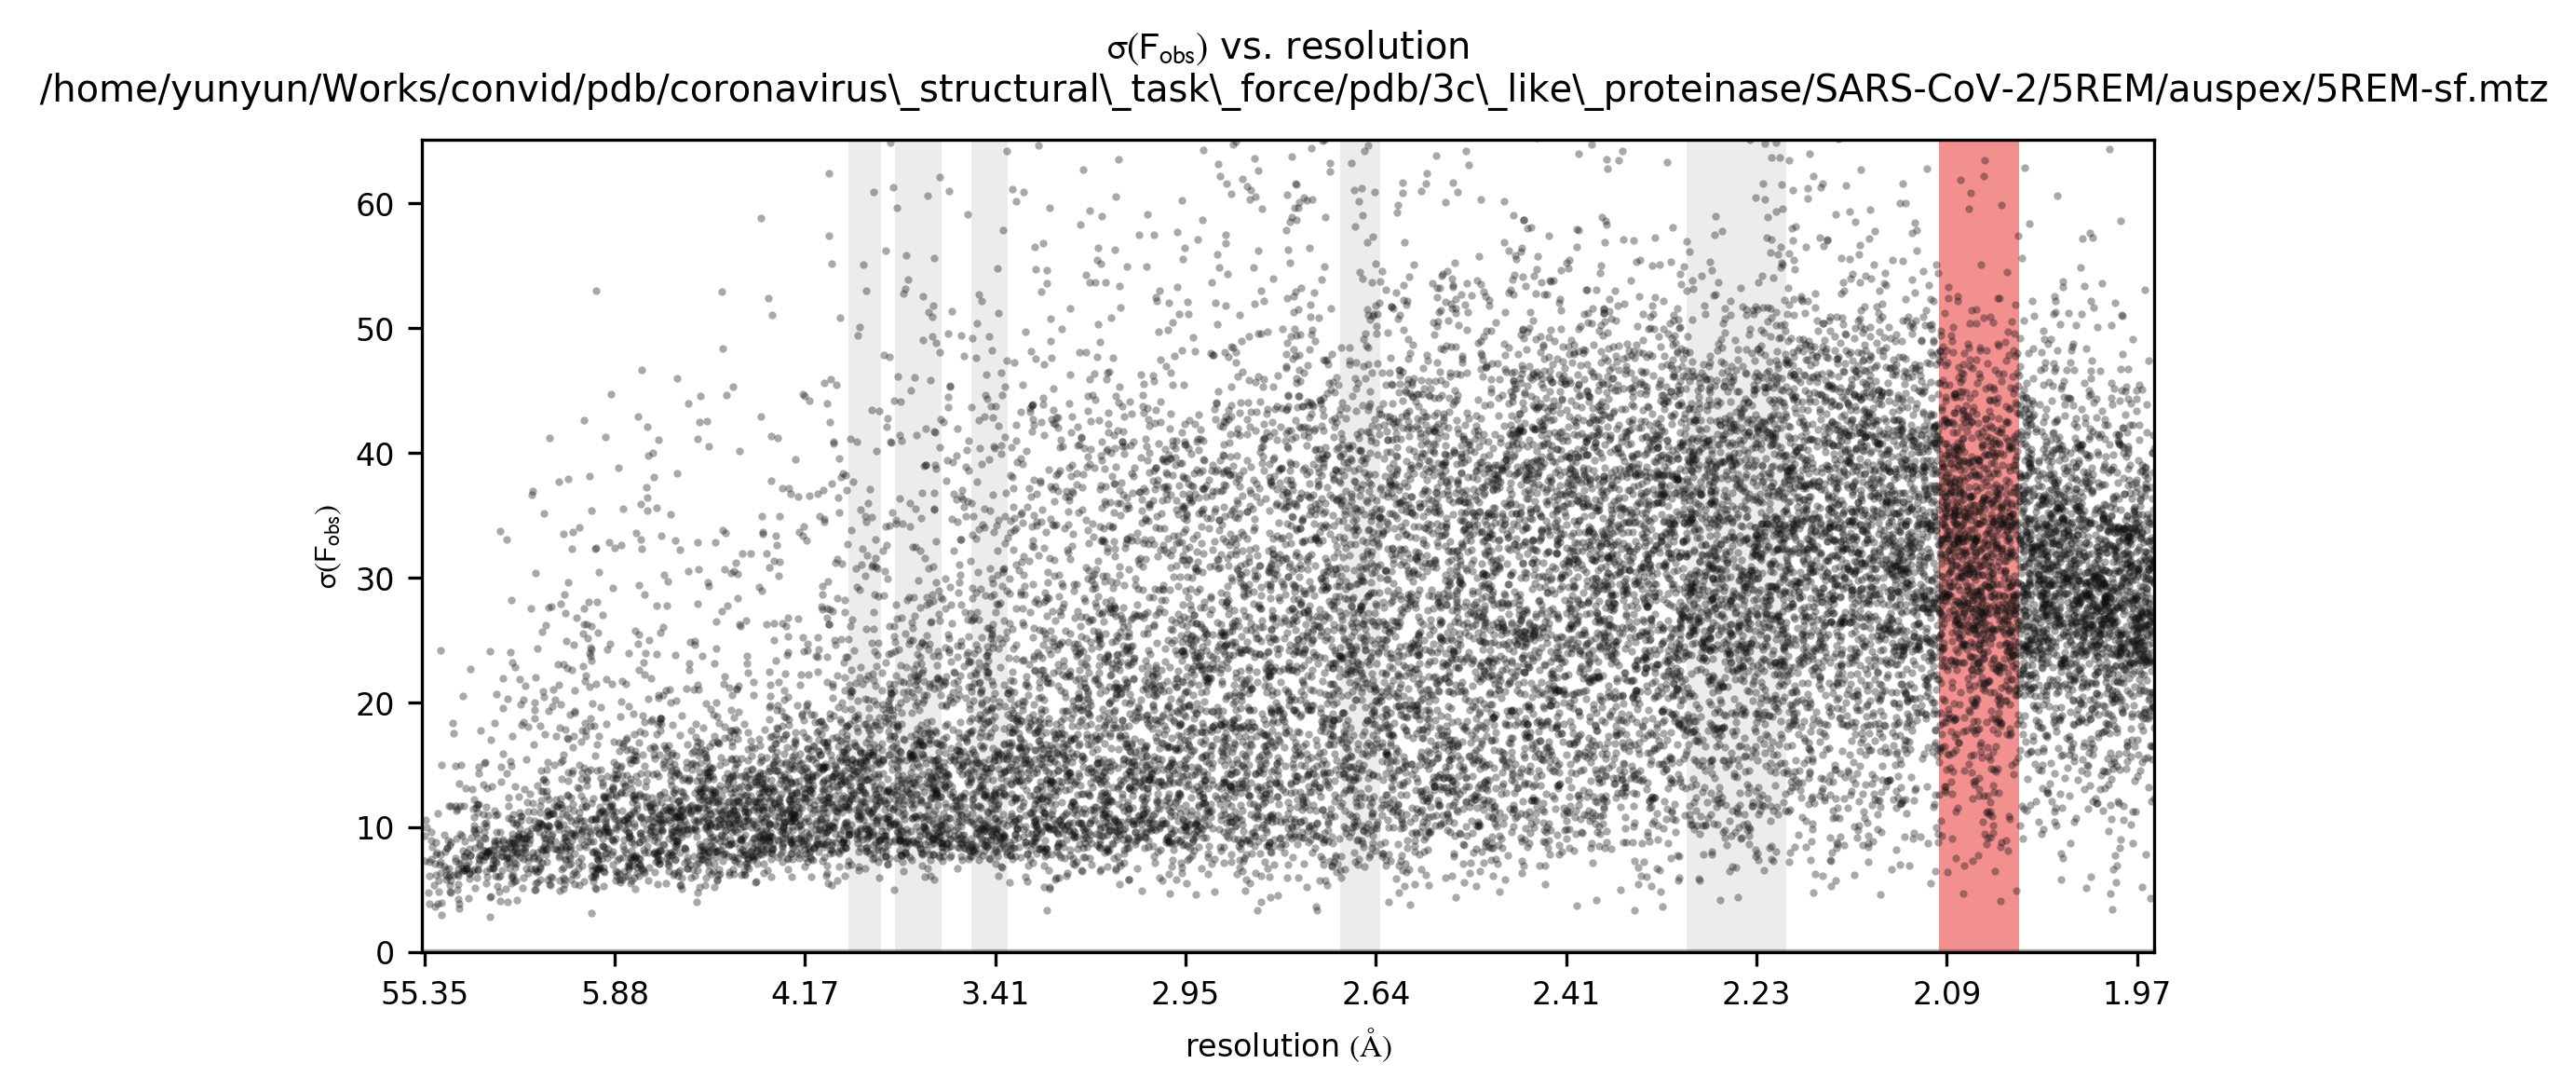 σ(Fobs) vs. resolution
/home/yunyun/Works/convid/pdb/coronavirus\_structural\_task\_force/pdb/3c\_like\_proteinase/SARS-CoV-2/5REM/auspex/5REM-sf.mtz
60
50
40
30
20
10
0
σ(Fobs)
55.35 5.88 4.17 3.41 2.95 2.64 2.41 2.23 2.09 1.97
resolution (Å)